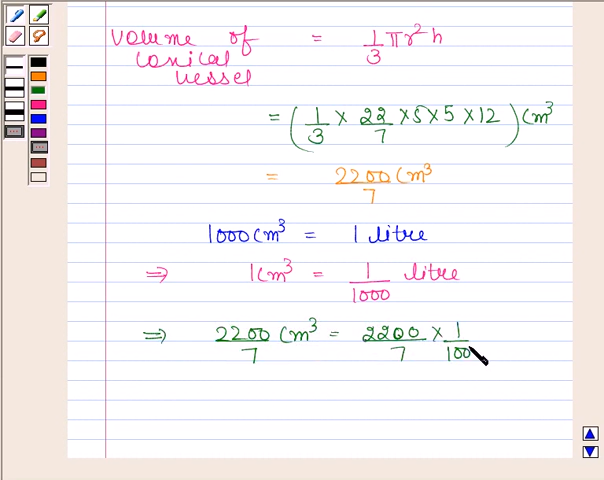 Volume of = 1/3 πr² h
conical
vessel
= (1/3 × 22/7 × 5 × 5 × 12) cm³
= 2200/7 cm³
1000 cm³ = 1 litre
⇒ 1 cm³ = 1/1000 litre
⇒ 2200/7 cm³ = 2200/7 × 1/100